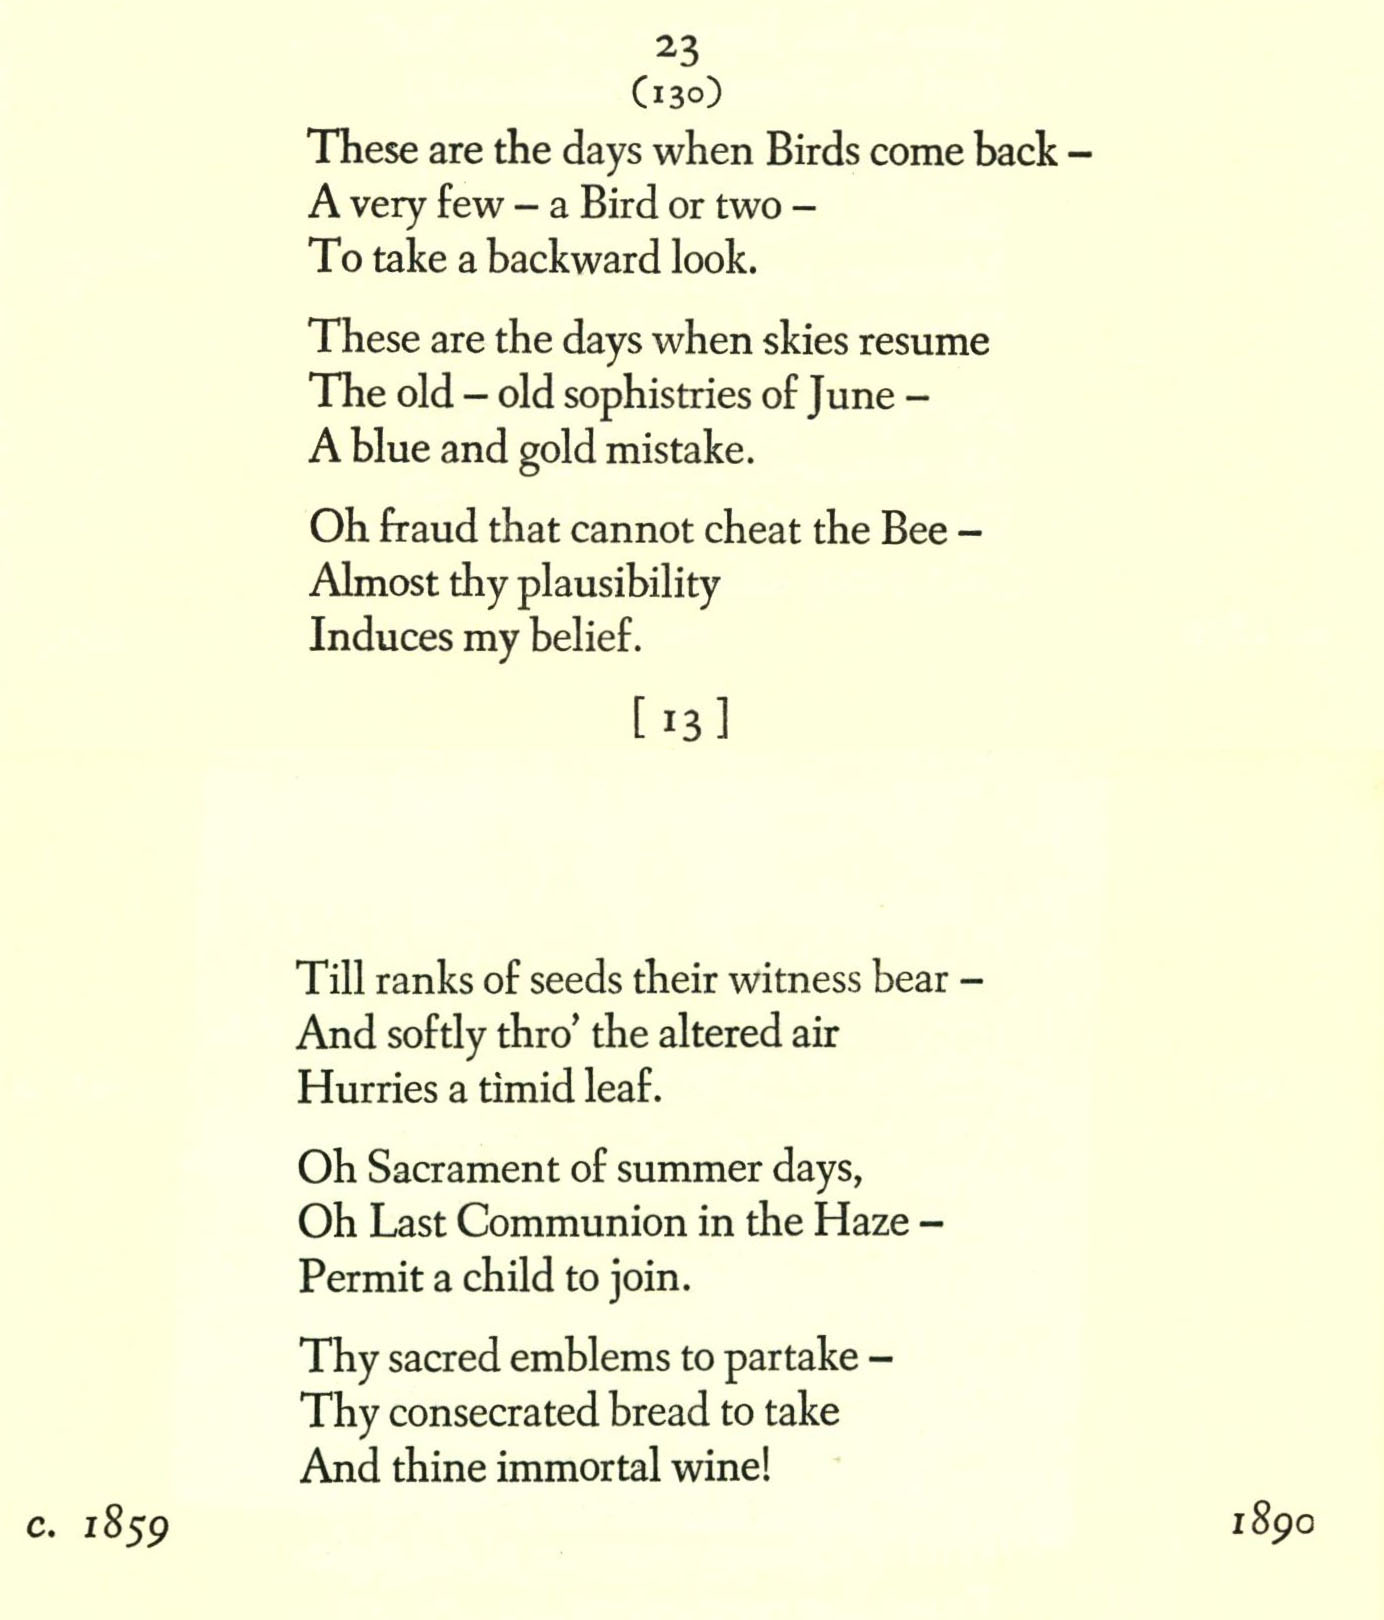 23
(130)
These are the days when Birds come back –
A very few – a Bird or two –
To take a backward look.
These are the days when skies resume
The old – old sophistries of June –
A blue and gold mistake.
Oh fraud that cannot cheat the Bee –
Almost thy plausibility
Induces my belief.
[ 13 ]
Till ranks of seeds their witness bear –
And softly thro’ the altered air
Hurries a timid leaf.
Oh Sacrament of summer days,
Oh Last Communion in the Haze –
Permit a child to join.
Thy sacred emblems to partake –
Thy consecrated bread to take
And thine immortal wine!
c. 1859 1890